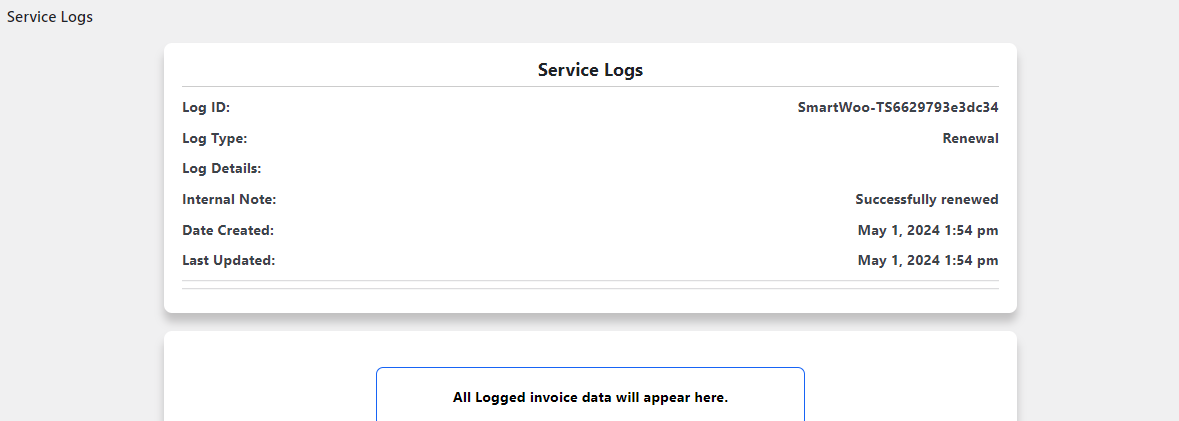 Service Logs
Service Logs
Log ID: SmartWoo-TS6629793e3dc34
Log Type: Renewal
Log Details:
Internal Note: Successfully renewed
Date Created: May 1, 2024 1:54 pm
Last Updated: May 1, 2024 1:54 pm
All Logged invoice data will appear here.